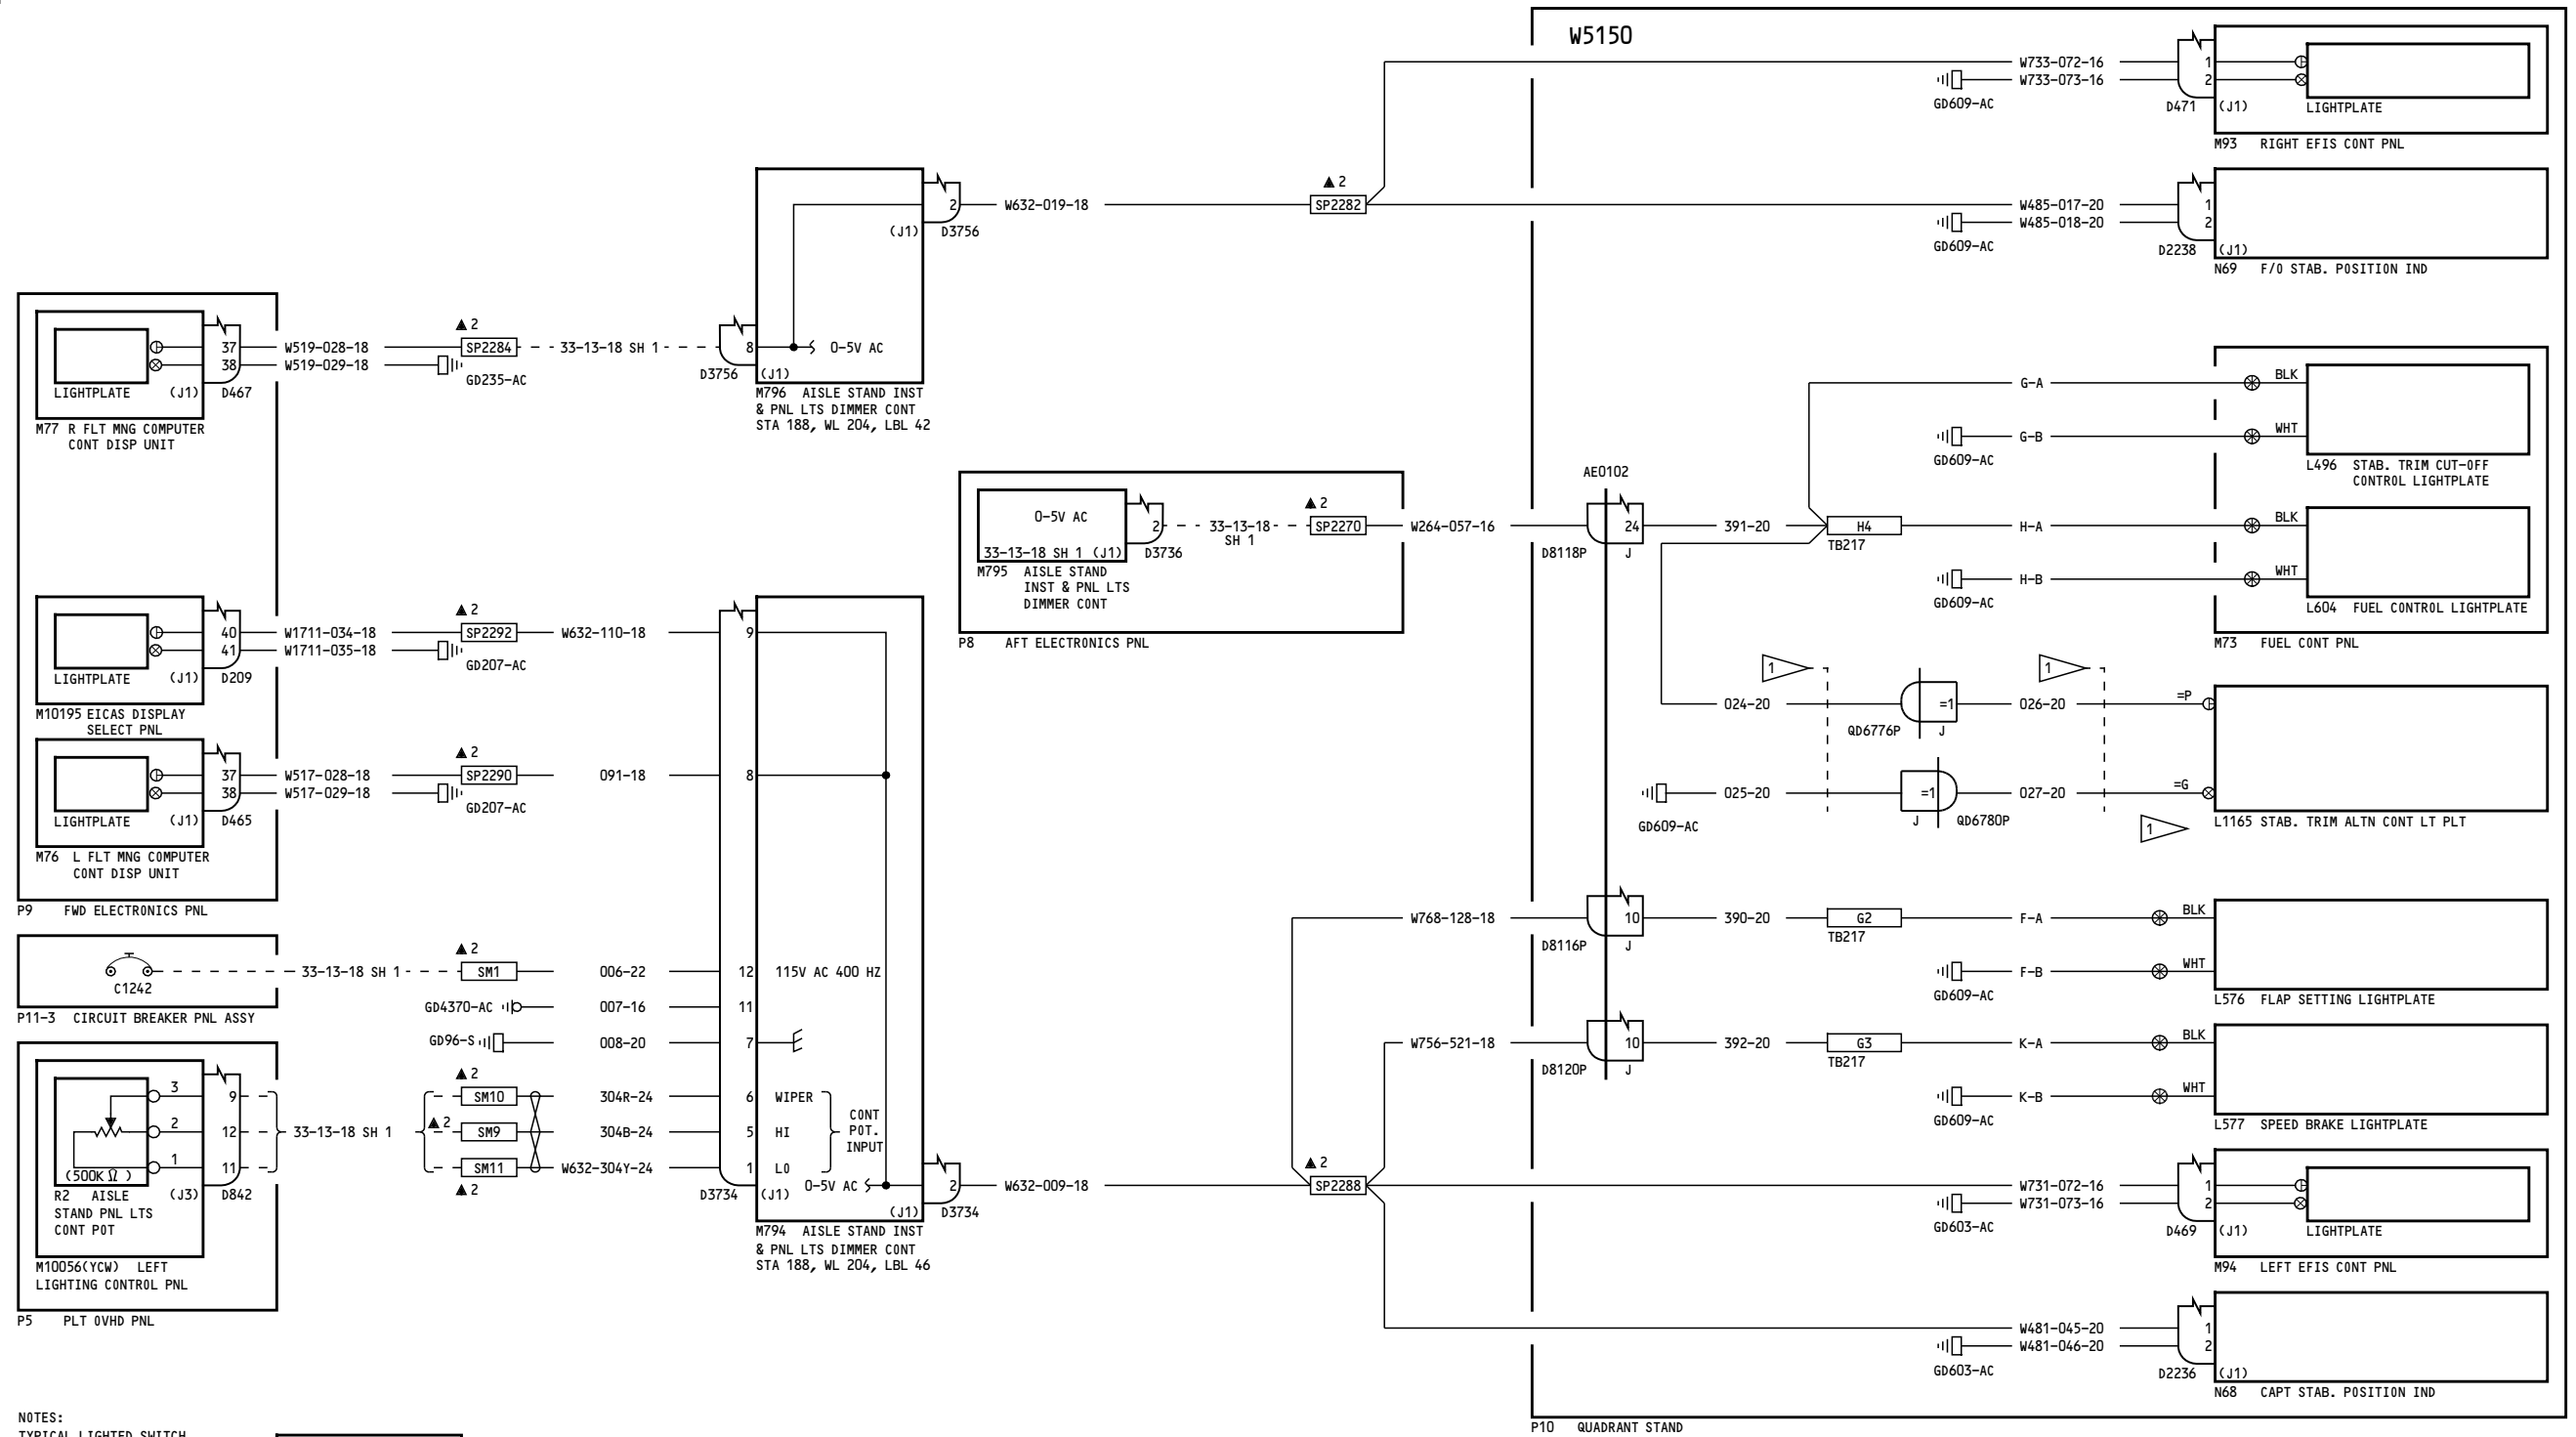 W5150
W733-072-16
W733-073-16
GD609-AC
1
2
D471
(J1)
LIGHTPLATE
M93 RIGHT EFIS CONT PNL
▲ 2
2
W632-019-18
SP2282
(J1)
D3756
W485-017-20
W485-018-20
GD609-AC
1
2
D2238
(J1)
N69 F/O STAB. POSITION IND
LIGHTPLATE
37
38
(J1)
D467
W519-028-18
W519-029-18
▲ 2
SP2284
GD235-AC
33-13-18 SH 1
8
0-5V AC
D3756
(J1)
M796 AISLE STAND INST
& PNL LTS DIMMER CONT
STA 188, WL 204, LBL 42
M77 R FLT MNG COMPUTER
CONT DISP UNIT
G-A
BLK
G-B
WHT
GD609-AC
L496 STAB. TRIM CUT-OFF
CONTROL LIGHTPLATE
AE0102
0-5V AC
2
33-13-18
SH 1
▲ 2
SP2270
W264-057-16
24
391-20
H4
H-A
BLK
33-13-18 SH 1 (J1)
D3736
D8118P
J
TB217
M795 AISLE STAND
INST & PNL LTS
DIMMER CONT
H-B
WHT
GD609-AC
L604 FUEL CONTROL LIGHTPLATE
P8 AFT ELECTRONICS PNL
M73 FUEL CONT PNL
LIGHTPLATE
40
41
(J1)
D209
W1711-034-18
W1711-035-18
▲ 2
SP2292
GD207-AC
W632-110-18
9
M10195 EICAS DISPLAY
SELECT PNL
1
1
024-20
=1
026-20
=P
QD6776P
J
LIGHTPLATE
37
38
(J1)
D465
W517-028-18
W517-029-18
▲ 2
SP2290
GD207-AC
091-18
8
M76 L FLT MNG COMPUTER
CONT DISP UNIT
025-20
=1
027-20
=G
GD609-AC
J
QD6780P
1
L1165 STAB. TRIM ALTN CONT LT PLT
P9 FWD ELECTRONICS PNL
W768-128-18
10
390-20
G2
F-A
BLK
D8116P
J
TB217
F-B
WHT
GD609-AC
L576 FLAP SETTING LIGHTPLATE
C1242
33-13-18 SH 1
▲ 2
SM1
006-22
12
115V AC 400 HZ
P11-3 CIRCUIT BREAKER PNL ASSY
GD4370-AC
007-16
11
GD96-S
008-20
7
W756-521-18
10
392-20
G3
K-A
BLK
D8120P
J
TB217
K-B
WHT
GD609-AC
L577 SPEED BRAKE LIGHTPLATE
3
2
1
(500K Ω )
9
12
11
(J3)
D842
R2 AISLE
STAND PNL LTS
CONT POT
33-13-18 SH 1
▲ 2
SM10
▲ 2
SM9
SM11
▲ 2
304R-24
304B-24
W632-304Y-24
6
5
1
WIPER
HI
LO
CONT
POT.
INPUT
D3734
(J1)
0-5V AC
2
(J1)
D3734
W632-009-18
▲ 2
SP2288
M794 AISLE STAND INST
& PNL LTS DIMMER CONT
STA 188, WL 204, LBL 46
M10056(YCW) LEFT
LIGHTING CONTROL PNL
P5 PLT OVHD PNL
W731-072-16
W731-073-16
GD603-AC
1
2
D469
(J1)
LIGHTPLATE
M94 LEFT EFIS CONT PNL
W481-045-20
W481-046-20
GD603-AC
1
2
D2236
(J1)
N68 CAPT STAB. POSITION IND
P10 QUADRANT STAND
NOTES:
TYPICAL LIGHTED SWITCH